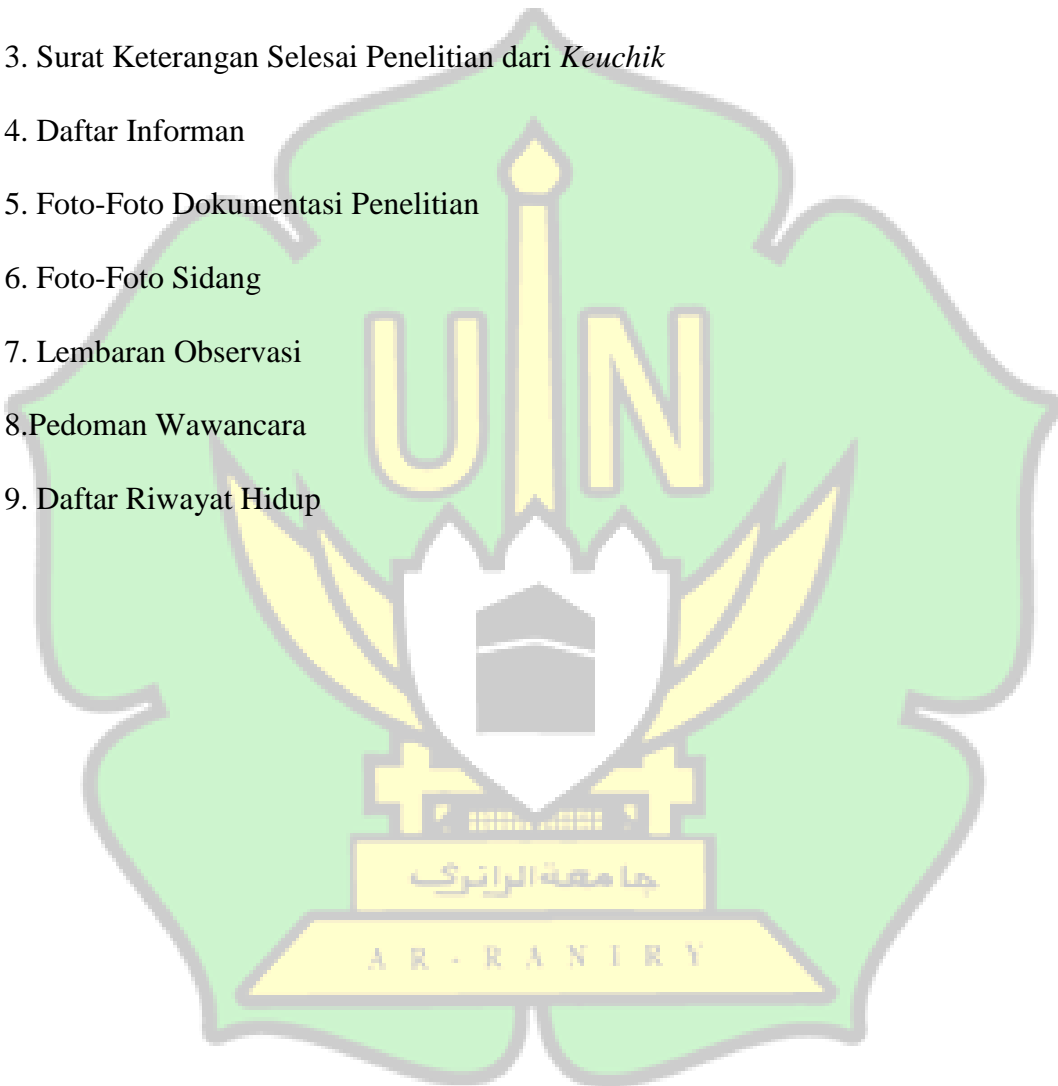 3. Surat Keterangan Selesai Penelitian dari Keuchik
4. Daftar Informan
5. Foto-Foto Dokumentasi Penelitian
6. Foto-Foto Sidang
7. Lembaran Observasi
8.Pedoman Wawancara
9. Daftar Riwayat Hidup
UIN
جامعة الرانري
AR-RANIRY